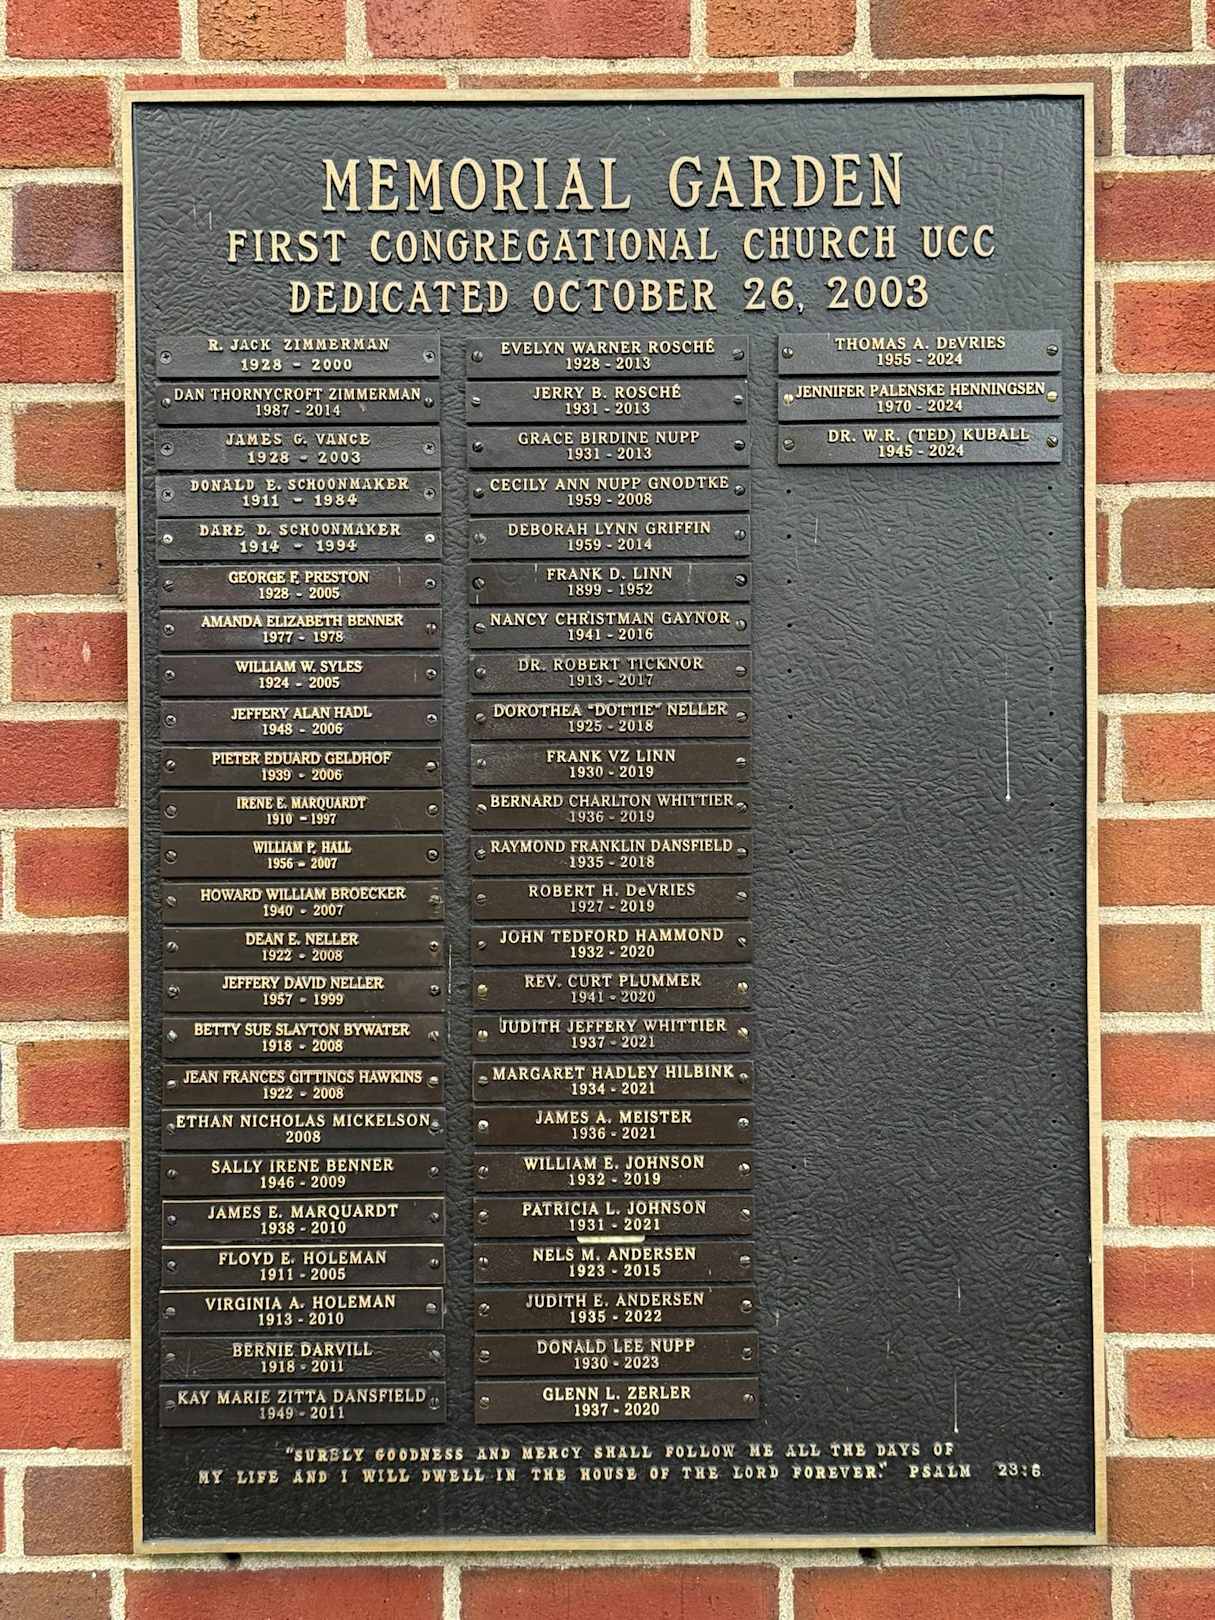 MEMORIAL GARDEN
FIRST CONGREGATIONAL CHURCH UCC
DEDICATED OCTOBER 26, 2003
R. JACK ZIMMERMAN
1928 - 2000
DAN THORNYCROFT ZIMMERMAN
1987 - 2014
JAMES G. VANCE
1928 - 2003
DONALD E. SCHOONMAKER
1911 - 1984
DARE D. SCHOONMAKER
1914 - 1994
GEORGE F. PRESTON
1928 - 2005
AMANDA ELIZABETH BENNER
1977 - 1978
WILLIAM W. SYLES
1924 - 2005
JEFFERY ALAN HADL
1948 - 2006
PIETER EDUARD GELDHOF
1939 - 2006
IRENE E. MARQUARDT
1910 - 1997
WILLIAM P. HALL
1956 - 2007
HOWARD WILLIAM BROECKER
1940 - 2007
DEAN E. NELLER
1922 - 2008
JEFFERY DAVID NELLER
1957 - 1999
BETTY SUE SLAYTON BYWATER
1918 - 2008
JEAN FRANCES GITTINGS HAWKINS
1922 - 2008
ETHAN NICHOLAS MICKELSON
2008
SALLY IRENE BENNER
1946 - 2009
JAMES E. MARQUARDT
1938 - 2010
FLOYD E. HOLEMAN
1911 - 2005
VIRGINIA A. HOLEMAN
1913 - 2010
BERNIE DARVILL
1918 - 2011
KAY MARIE ZITTA DANSFIELD
1949 - 2011
EVELYN WARNER ROSCHÉ
1928 - 2013
JERRY B. ROSCHÉ
1931 - 2013
GRACE BIRDINE NUPP
1931 - 2013
CECILY ANN NUPP GNODTKE
1959 - 2008
DEBORAH LYNN GRIFFIN
1959 - 2014
FRANK D. LINN
1899 - 1952
NANCY CHRISTMAN GAYNOR
1941 - 2016
DR. ROBERT TICKNOR
1913 - 2017
DOROTHEA "DOTTIE" NELLER
1925 - 2018
FRANK VZ LINN
1930 - 2019
BERNARD CHARLTON WHITTIER
1936 - 2019
RAYMOND FRANKLIN DANSFIELD
1935 - 2018
ROBERT H. DeVRIES
1927 - 2019
JOHN TEDFORD HAMMOND
1932 - 2020
REV. CURT PLUMMER
1941 - 2020
JUDITH JEFFERY WHITTIER
1937 - 2021
MARGARET HADLEY HILBINK
1934 - 2021
JAMES A. MEISTER
1936 - 2021
WILLIAM E. JOHNSON
1932 - 2019
PATRICIA L. JOHNSON
1931 - 2021
NELS M. ANDERSEN
1923 - 2015
JUDITH E. ANDERSEN
1935 - 2022
DONALD LEE NUPP
1930 - 2023
GLENN L. ZERLER
1937 - 2020
THOMAS A. DeVRIES
1955 - 2024
JENNIFER PALENSKE HENNINGSEN
1970 - 2024
DR. W.R. (TED) KUBALL
1945 - 2024
"SURELY GOODNESS AND MERCY SHALL FOLLOW ME ALL THE DAYS OF
MY LIFE AND I WILL DWELL IN THE HOUSE OF THE LORD FOREVER." PSALM 23:6